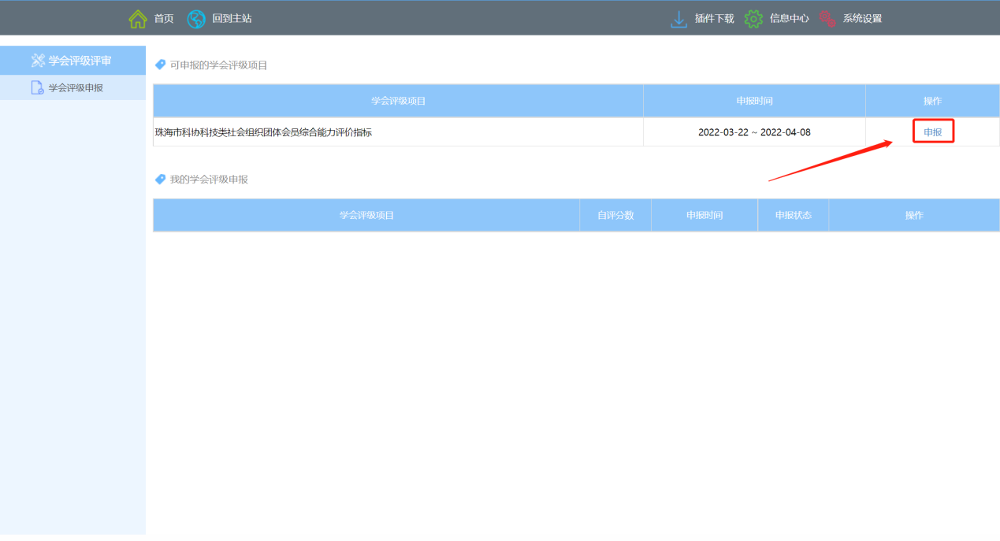 首页 回到主站 插件下载 信息中心 系统设置
学会评级评审
学会评级申报
可申报的学会评级项目
学会评级项目 申报时间 操作
珠海市科协科技类社会组织团体会员综合能力评价指标 2022-03-22 ~ 2022-04-08 申报
我的学会评级申报
学会评级项目 自评分数 申报时间 申报状态 操作